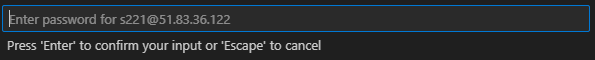 Enter password for s221@51.83.36.122
Press 'Enter' to confirm your input or 'Escape' to cancel